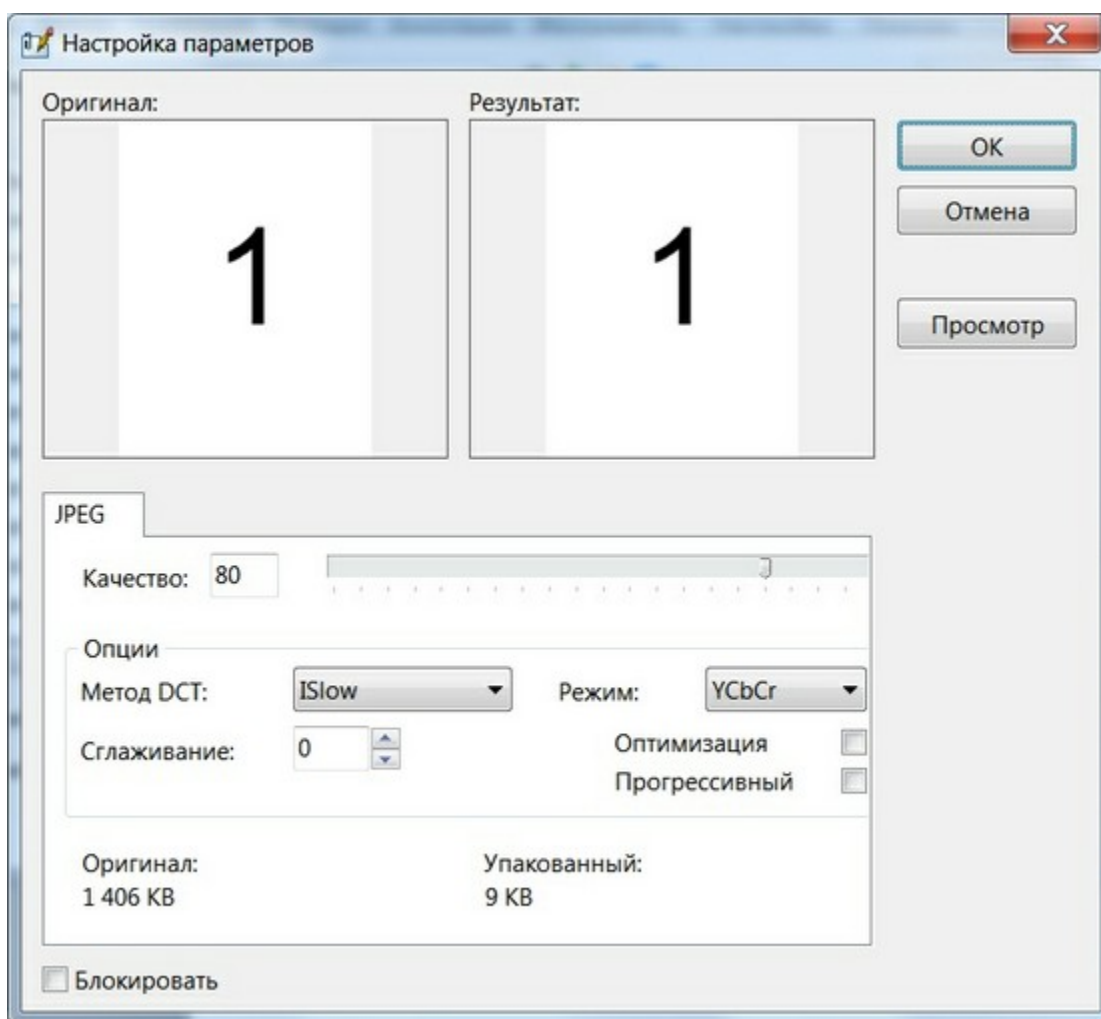 Настройка параметров
Оригинал:
Результат:
1
1
ОК
Отмена
Просмотр
JPEG
Качество: 80
Опции
Метод DCT: ISlow Режим: YCbCr
Сглаживание: 0 Оптимизация
Прогрессивный
Оригинал: Упакованный:
1 406 KB 9 KB
Блокировать